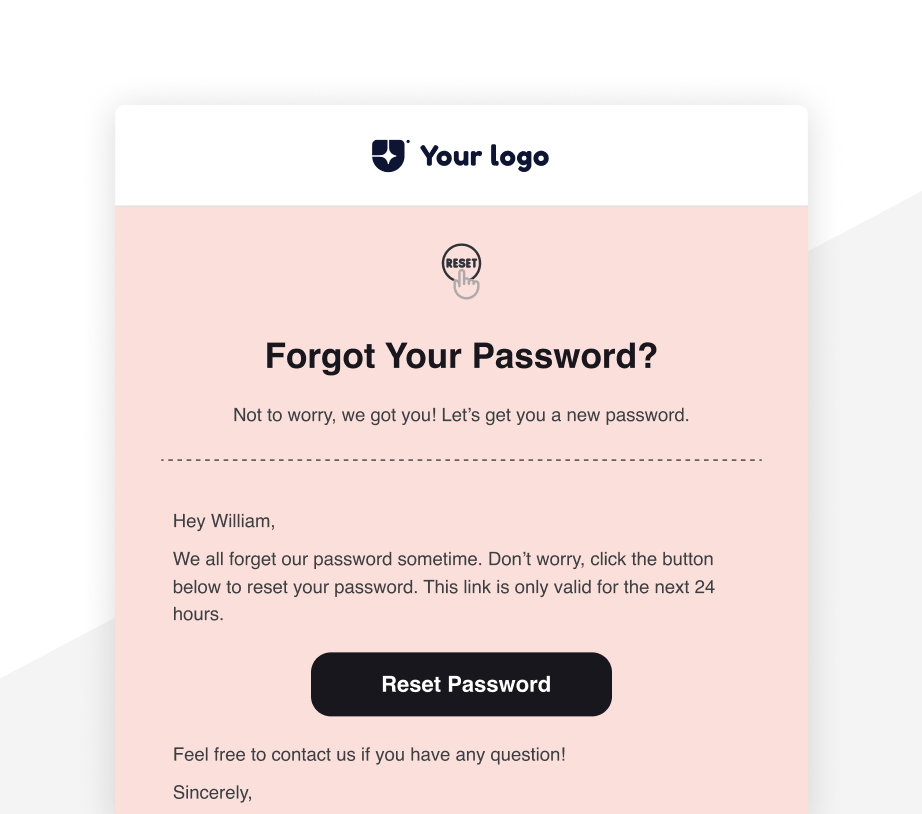 Your logo
RESET
Forgot Your Password?
Not to worry, we got you! Let’s get you a new password.
Hey William,
We all forget our password sometime. Don’t worry, click the button
below to reset your password. This link is only valid for the next 24
hours.
Reset Password
Feel free to contact us if you have any question!
Sincerely,